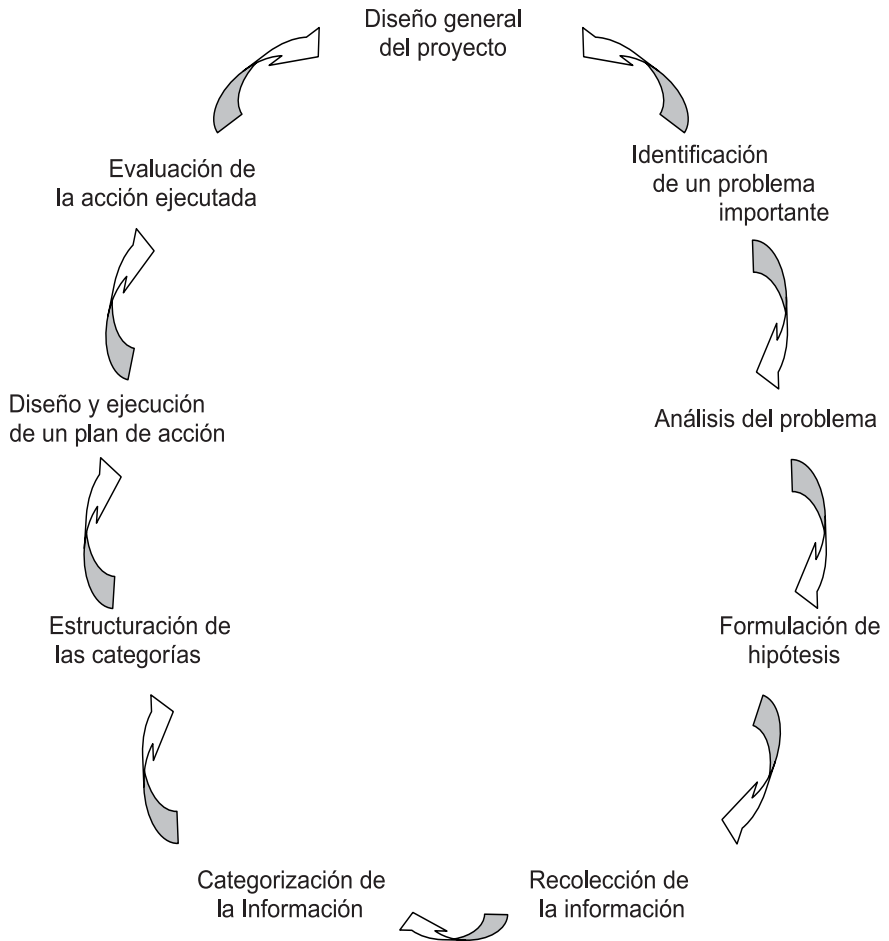 Diseño general
del proyecto
Identificación
de un problema
importante
Análisis del problema
Formulación de
hipótesis
Recolección de
la información
Categorización de
la Información
Estructuración de
las categorías
Diseño y ejecución
de un plan de acción
Evaluación de
la acción ejecutada